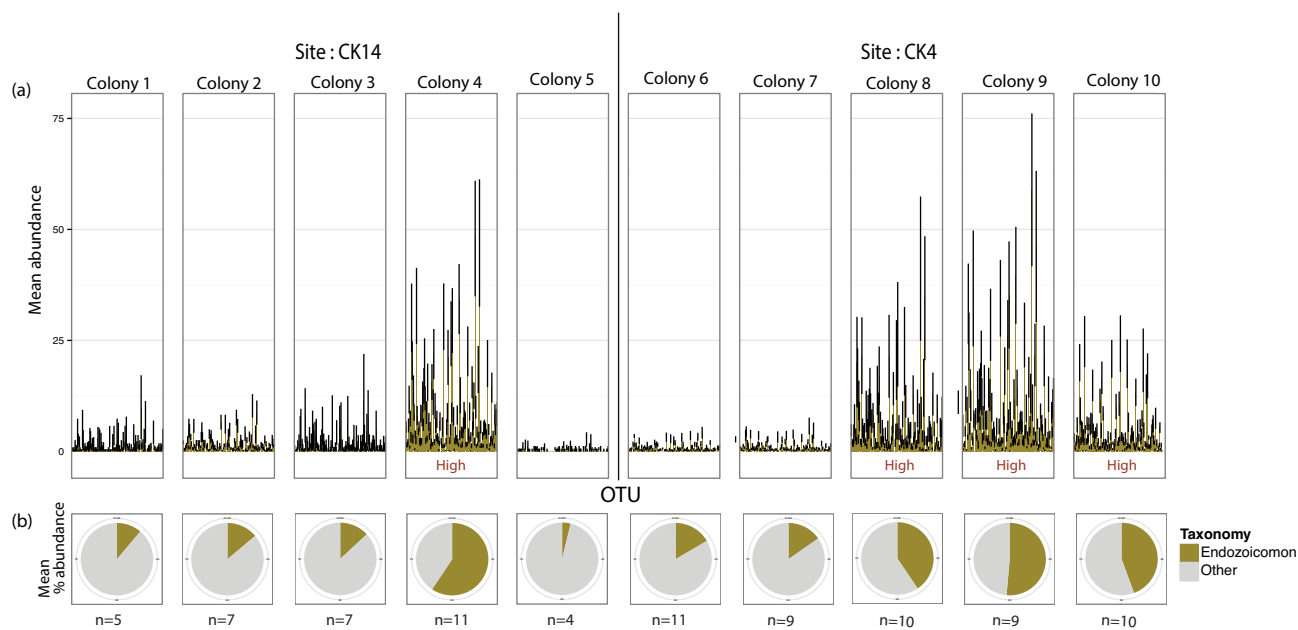 Site : CK14
Site : CK4
(a)
Colony 1
Colony 2
Colony 3
Colony 4
Colony 5
Colony 6
Colony 7
Colony 8
Colony 9
Colony 10
Mean abundance
75
50
25
0
High
High
High
High
OTU
(b)
Mean
% abundance
Taxonomy
Endozoicomon
Other
n=5
n=7
n=7
n=11
n=4
n=11
n=9
n=10
n=9
n=10